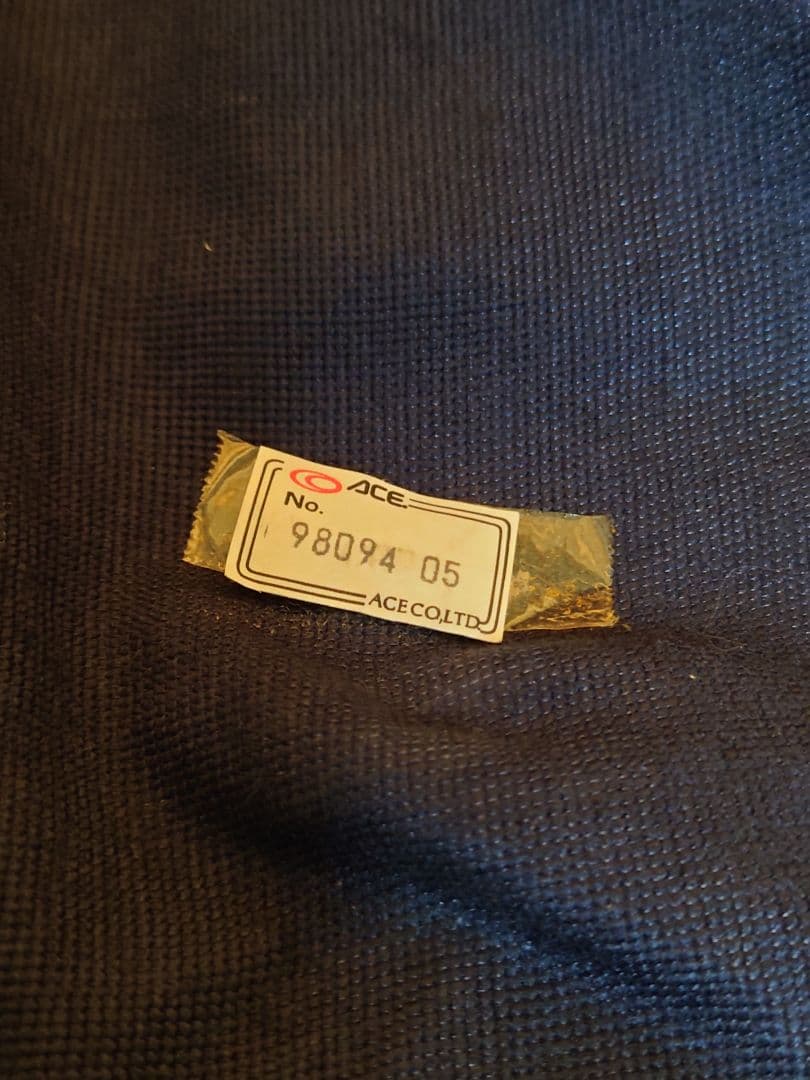 ACE.
No.
98094 05
ACE CO,LTD